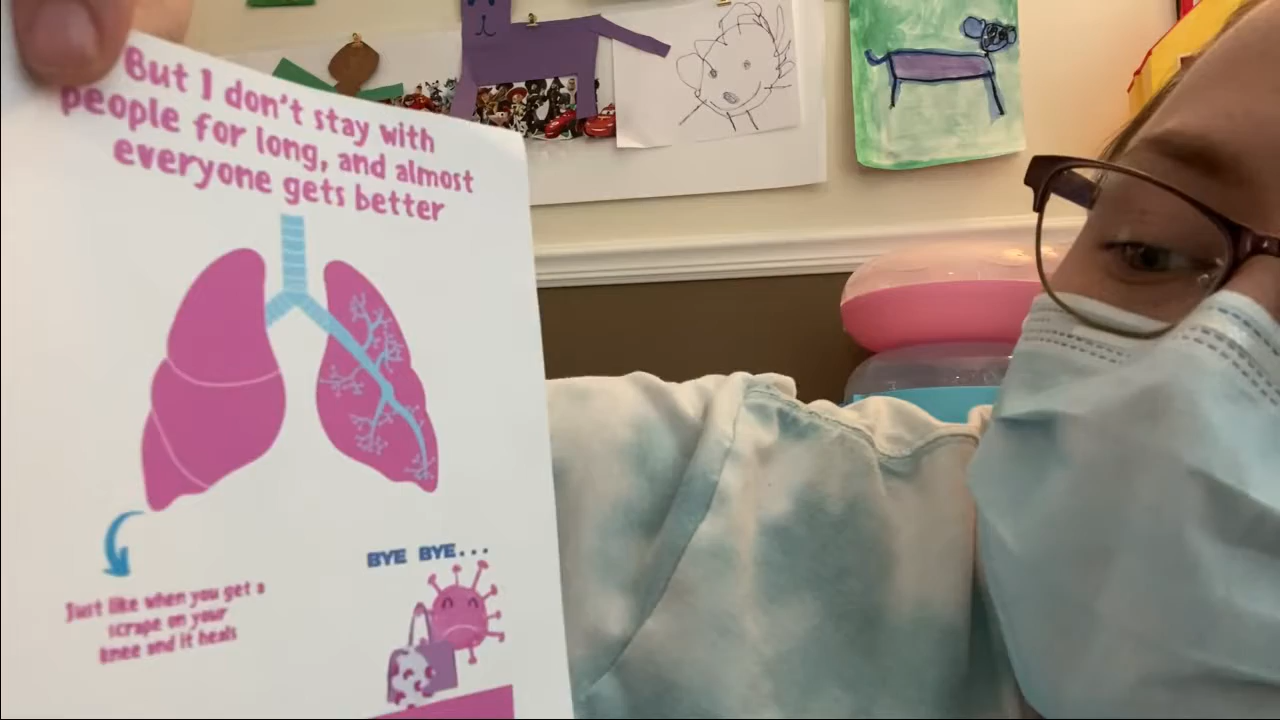 But I don't stay with
people for long, and almost
everyone gets better
BYE BYE...
Just like when you get a
scrape on your
knee and it heals